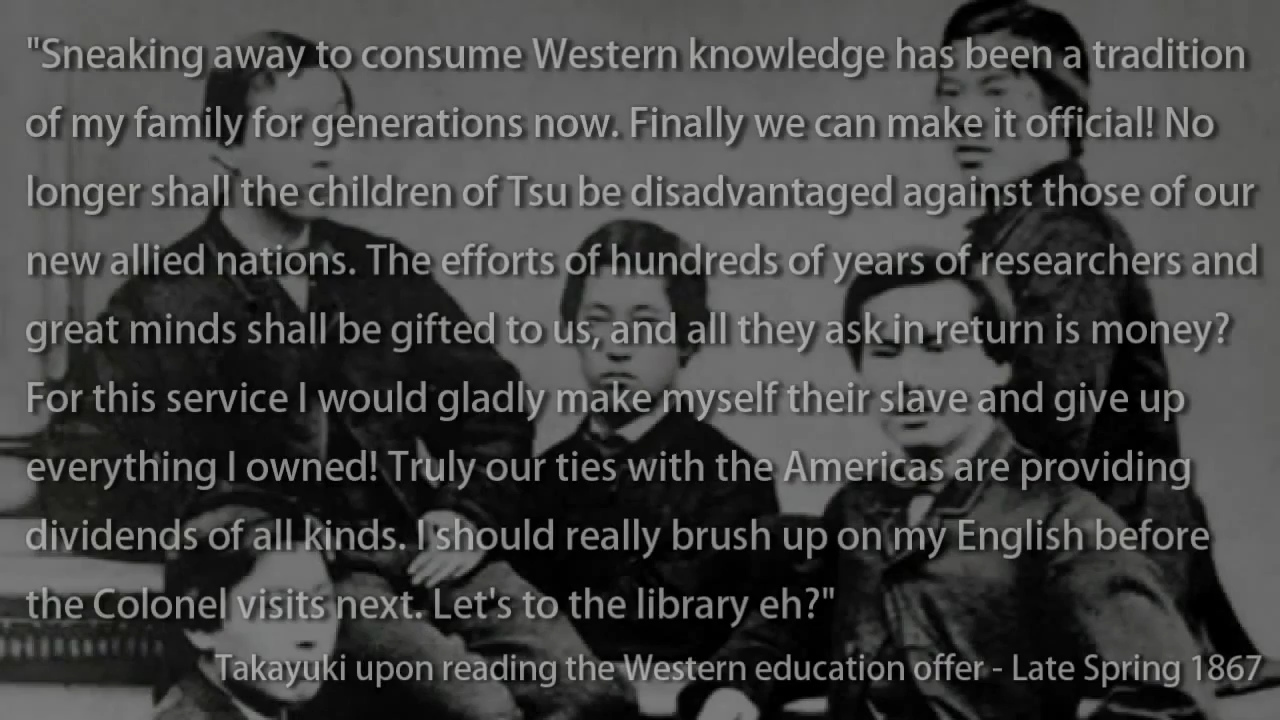 "Sneaking away to consume Western knowledge has been a tradition
of my family for generations now. Finally we can make it official! No
longer shall the children of Tsu be disadvantaged against those of our
new allied nations. The efforts of hundreds of years of researchers and
great minds shall be gifted to us, and all they ask in return is money?
For this service I would gladly make myself their slave and give up
everything I owned! Truly our ties with the Americas are providing
dividends of all kinds. I should really brush up on my English before
the Colonel visits next. Let's to the library eh?"
Takayuki upon reading the Western education offer - Late Spring 1867